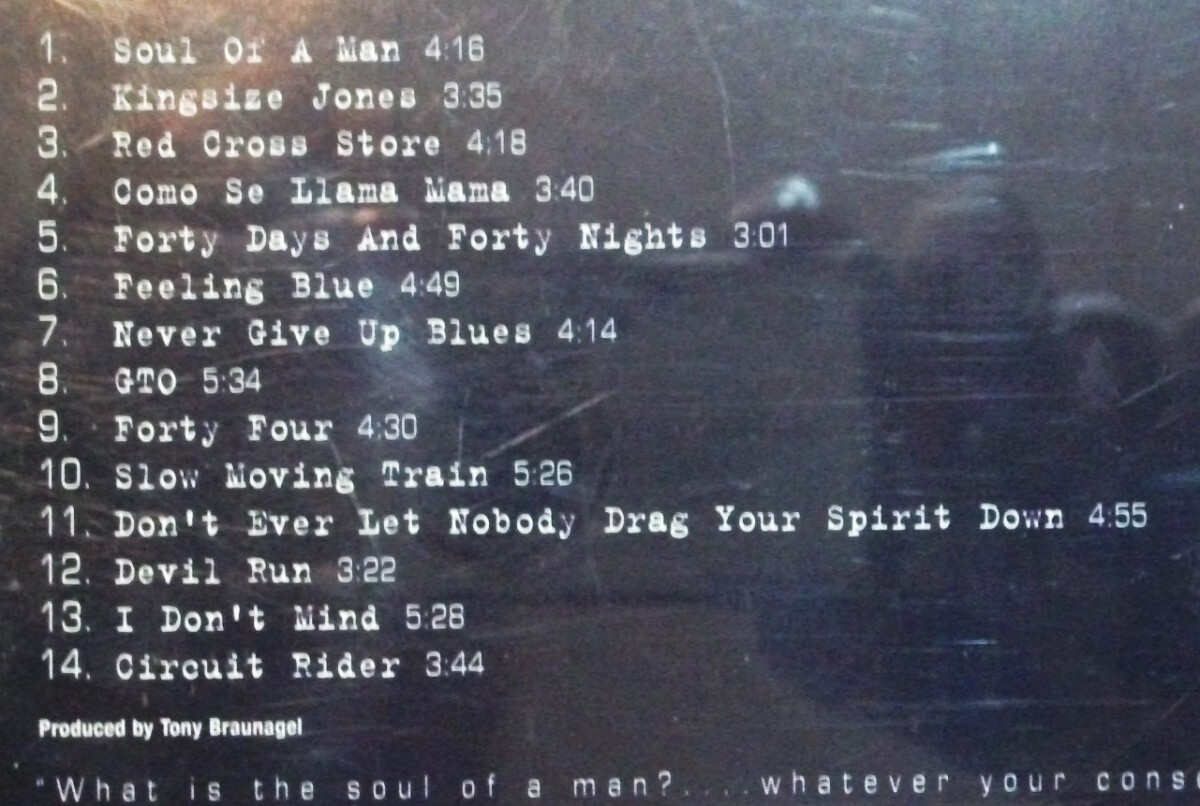 1. Soul Of A Man 4:16
2. Kingsize Jones 3:35
3. Red Cross Store 4:18
4. Como Se Llama Mama 3:40
5. Forty Days And Forty Nights 3:01
6. Feeling Blue 4:49
7. Never Give Up Blues 4:14
8. GTO 5:34
9. Forty Four 4:30
10. Slow Moving Train 5:26
11. Don't Ever Let Nobody Drag Your Spirit Down 4:55
12. Devil Run 3:22
13. I Don't Mind 5:28
14. Circuit Rider 3:44
Produced by Tony Braunagel
"What is the soul of a man?....whatever your